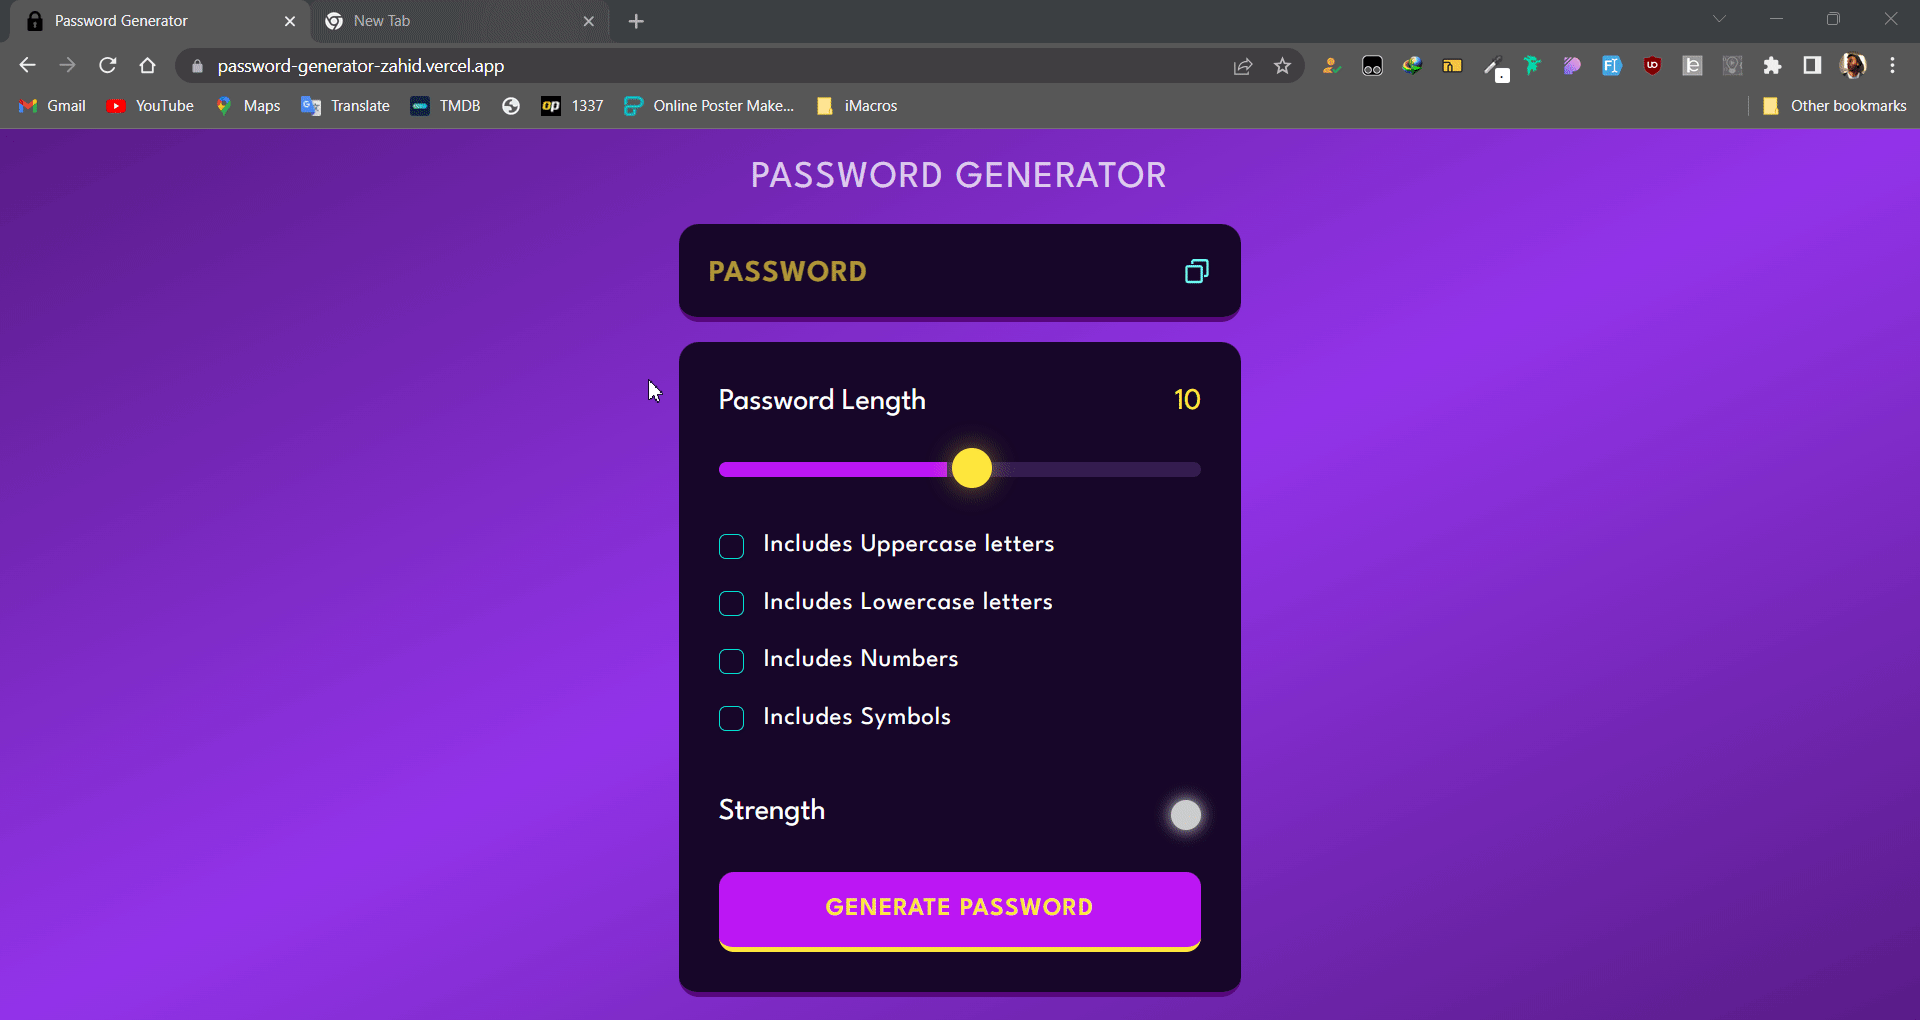 Password Generator
New Tab
password-generator-zahid.vercel.app
Gmail YouTube Maps Translate TMDB op 1337 Online Poster Make... iMacros Other bookmarks
PASSWORD GENERATOR
PASSWORD
Password Length 10
Includes Uppercase letters
Includes Lowercase letters
Includes Numbers
Includes Symbols
Strength
GENERATE PASSWORD